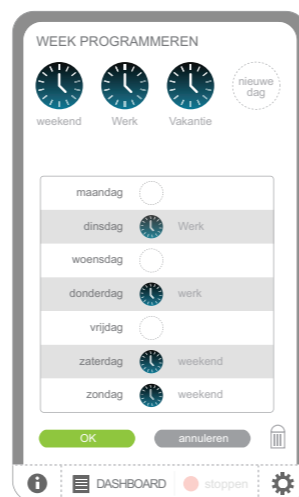 WEEK PROGRAMMEREN
weekend Werk Vakantie nieuwe dag
maandag
dinsdag Werk
woensdag
donderdag werk
vrijdag
zaterdag weekend
zondag weekend
OK annuleren
i DASHBOARD stoppen